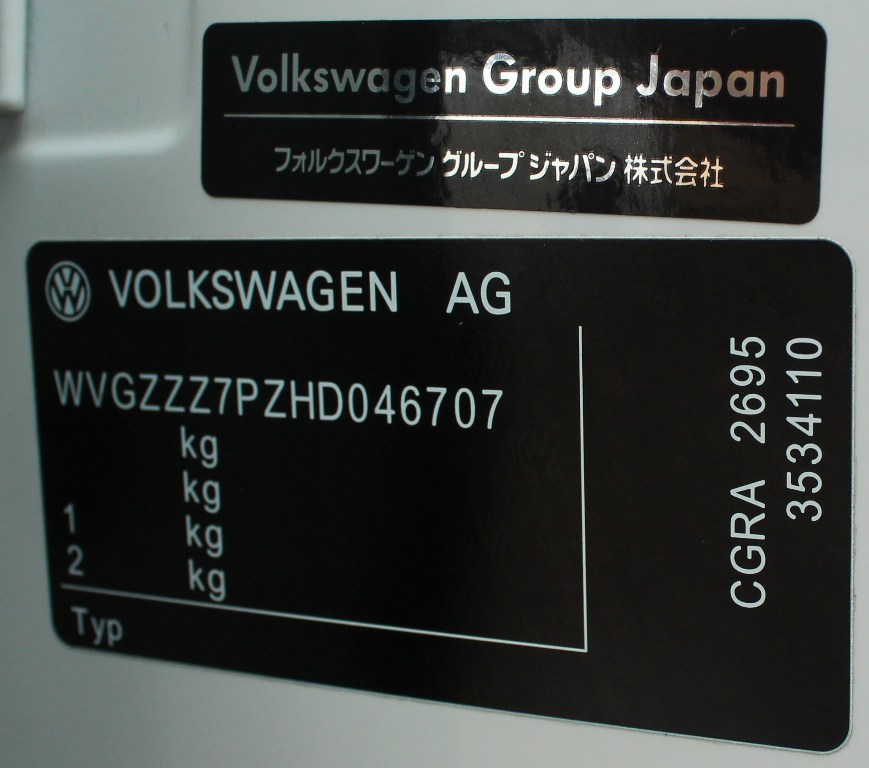 Volkswagen Group Japan
フォルクスワーゲン グループ ジャパン 株式会社
VOLKSWAGEN AG
WVGZZZ7PZHD046707
kg
kg
1 kg
2 kg
Typ
CGRA 2695
3534110